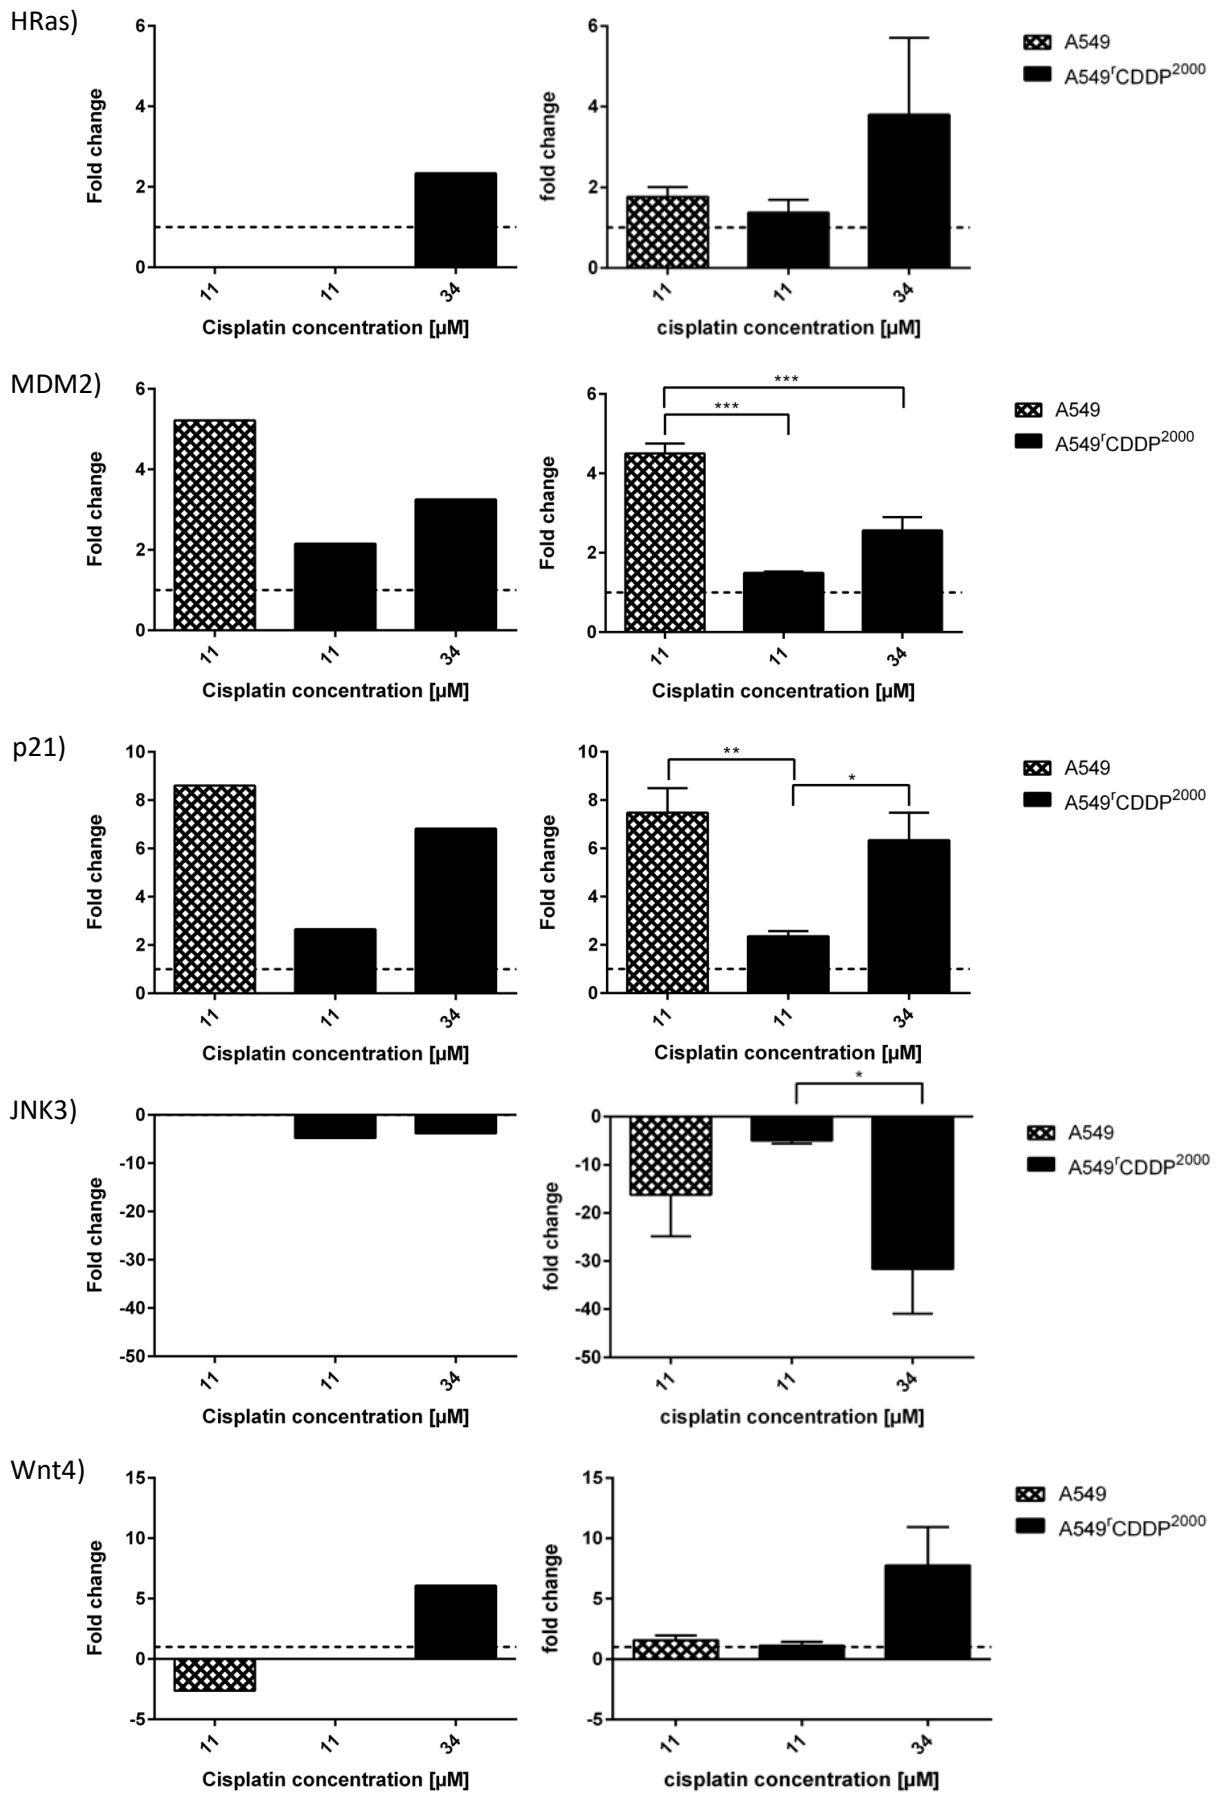 HRas)
6
4
2
0
Fold change
11
11
34
Cisplatin concentration [µM]
6
4
2
0
fold change
11
11
34
cisplatin concentration [µM]
A549
A549rCDDP2000
MDM2)
6
4
2
0
Fold change
11
11
34
Cisplatin concentration [µM]
***
***
6
4
2
0
Fold change
11
11
34
Cisplatin concentration [µM]
A549
A549rCDDP2000
p21)
10
8
6
4
2
0
Fold change
11
11
34
Cisplatin concentration [µM]
**
*
10
8
6
4
2
0
Fold change
11
11
34
Cisplatin concentration [µM]
A549
A549rCDDP2000
JNK3)
0
-10
-20
-30
-40
-50
Fold change
11
11
34
Cisplatin concentration [µM]
*
0
-10
-20
-30
-40
-50
fold change
11
11
34
cisplatin concentration [µM]
A549
A549rCDDP2000
Wnt4)
15
10
5
0
-5
Fold change
11
11
34
Cisplatin concentration [µM]
15
10
5
0
-5
fold change
11
11
34
cisplatin concentration [µM]
A549
A549rCDDP2000